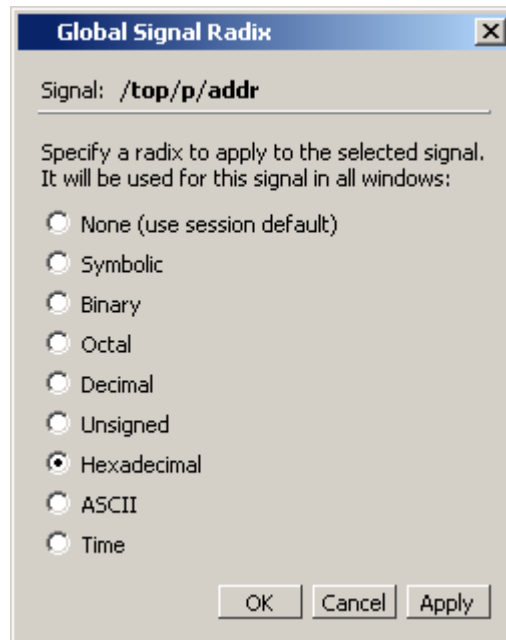 Global Signal Radix
Signal: /top/p/addr
Specify a radix to apply to the selected signal.
It will be used for this signal in all windows:
None (use session default)
Symbolic
Binary
Octal
Decimal
Unsigned
Hexadecimal
ASCII
Time
OK Cancel Apply